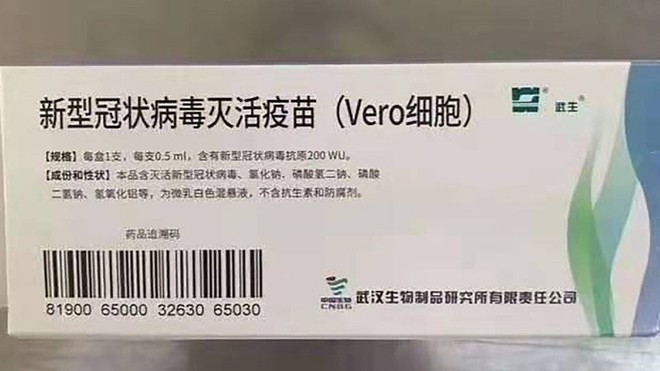 新型冠状病毒灭活疫苗（Vero细胞）
武生®
【规格】每盒1支，每支0.5 ml，含有新型冠状病毒抗原200 WU。
【成份和性状】本品含灭活新型冠状病毒、氯化钠、磷酸氢二钠、磷酸
二氢钠、氢氧化铝等，为微乳白色混悬液，不含抗生素和防腐剂。
药品追溯码
81900 65000 32630 65030
中国生物
CNBG
武汉生物制品研究所有限责任公司